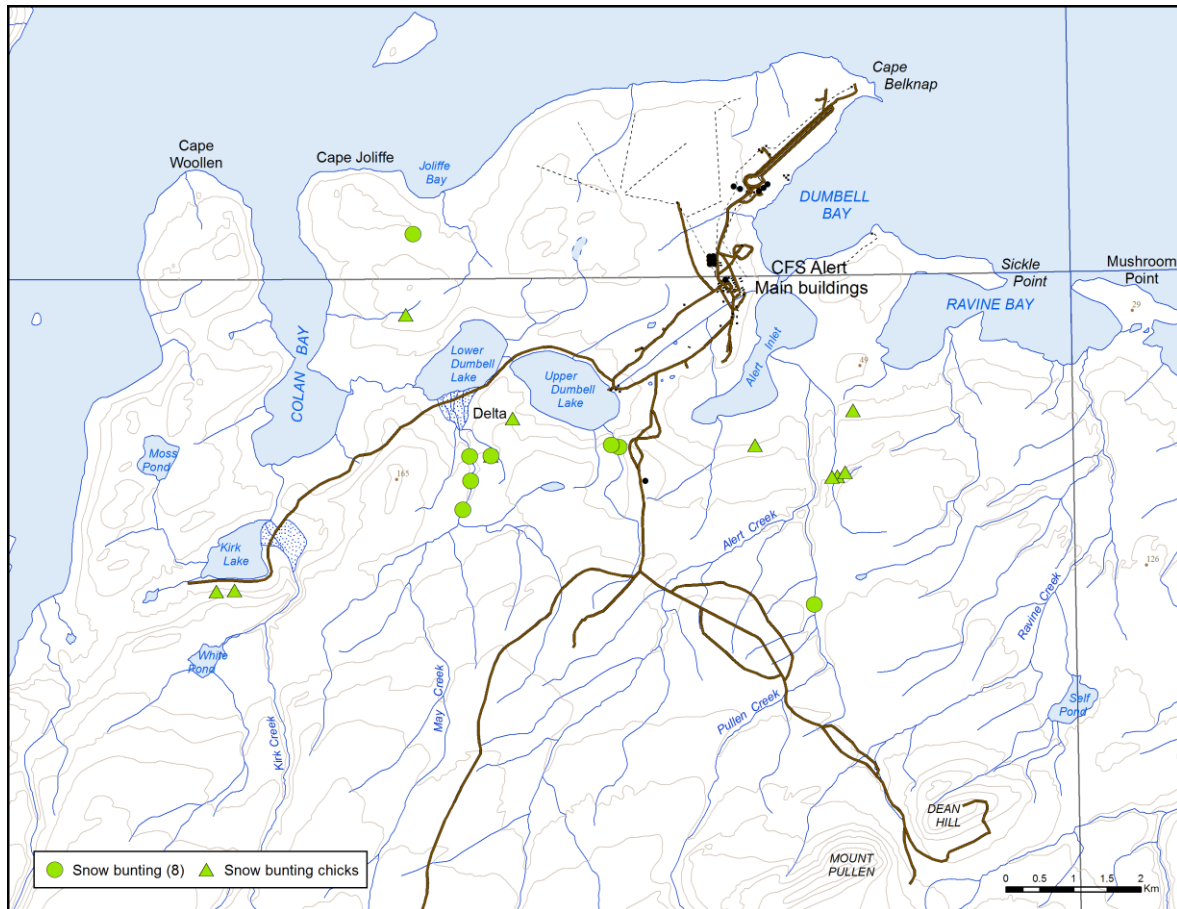 Cape
Belknap
Cape
Woollen
Cape Joliffe
Joliffe
Bay
DUMBELL
BAY
CFS Alert
Main buildings
Sickle
Point
Mushroom
Point
RAVINE BAY
29
COLAN BAY
Lower
Dumbell
Lake
Upper
Dumbell
Lake
Alert Inlet
49
Delta
Moss
Pond
165
Kirk
Lake
Alert Creek
126
Ravine Creek
White
Pond
May Creek
Kirk Creek
Pullen Creek
Self
Pond
DEAN
HILL
MOUNT
PULLEN
Snow bunting (8)
Snow bunting chicks
0 0.5 1 1.5 2
Km